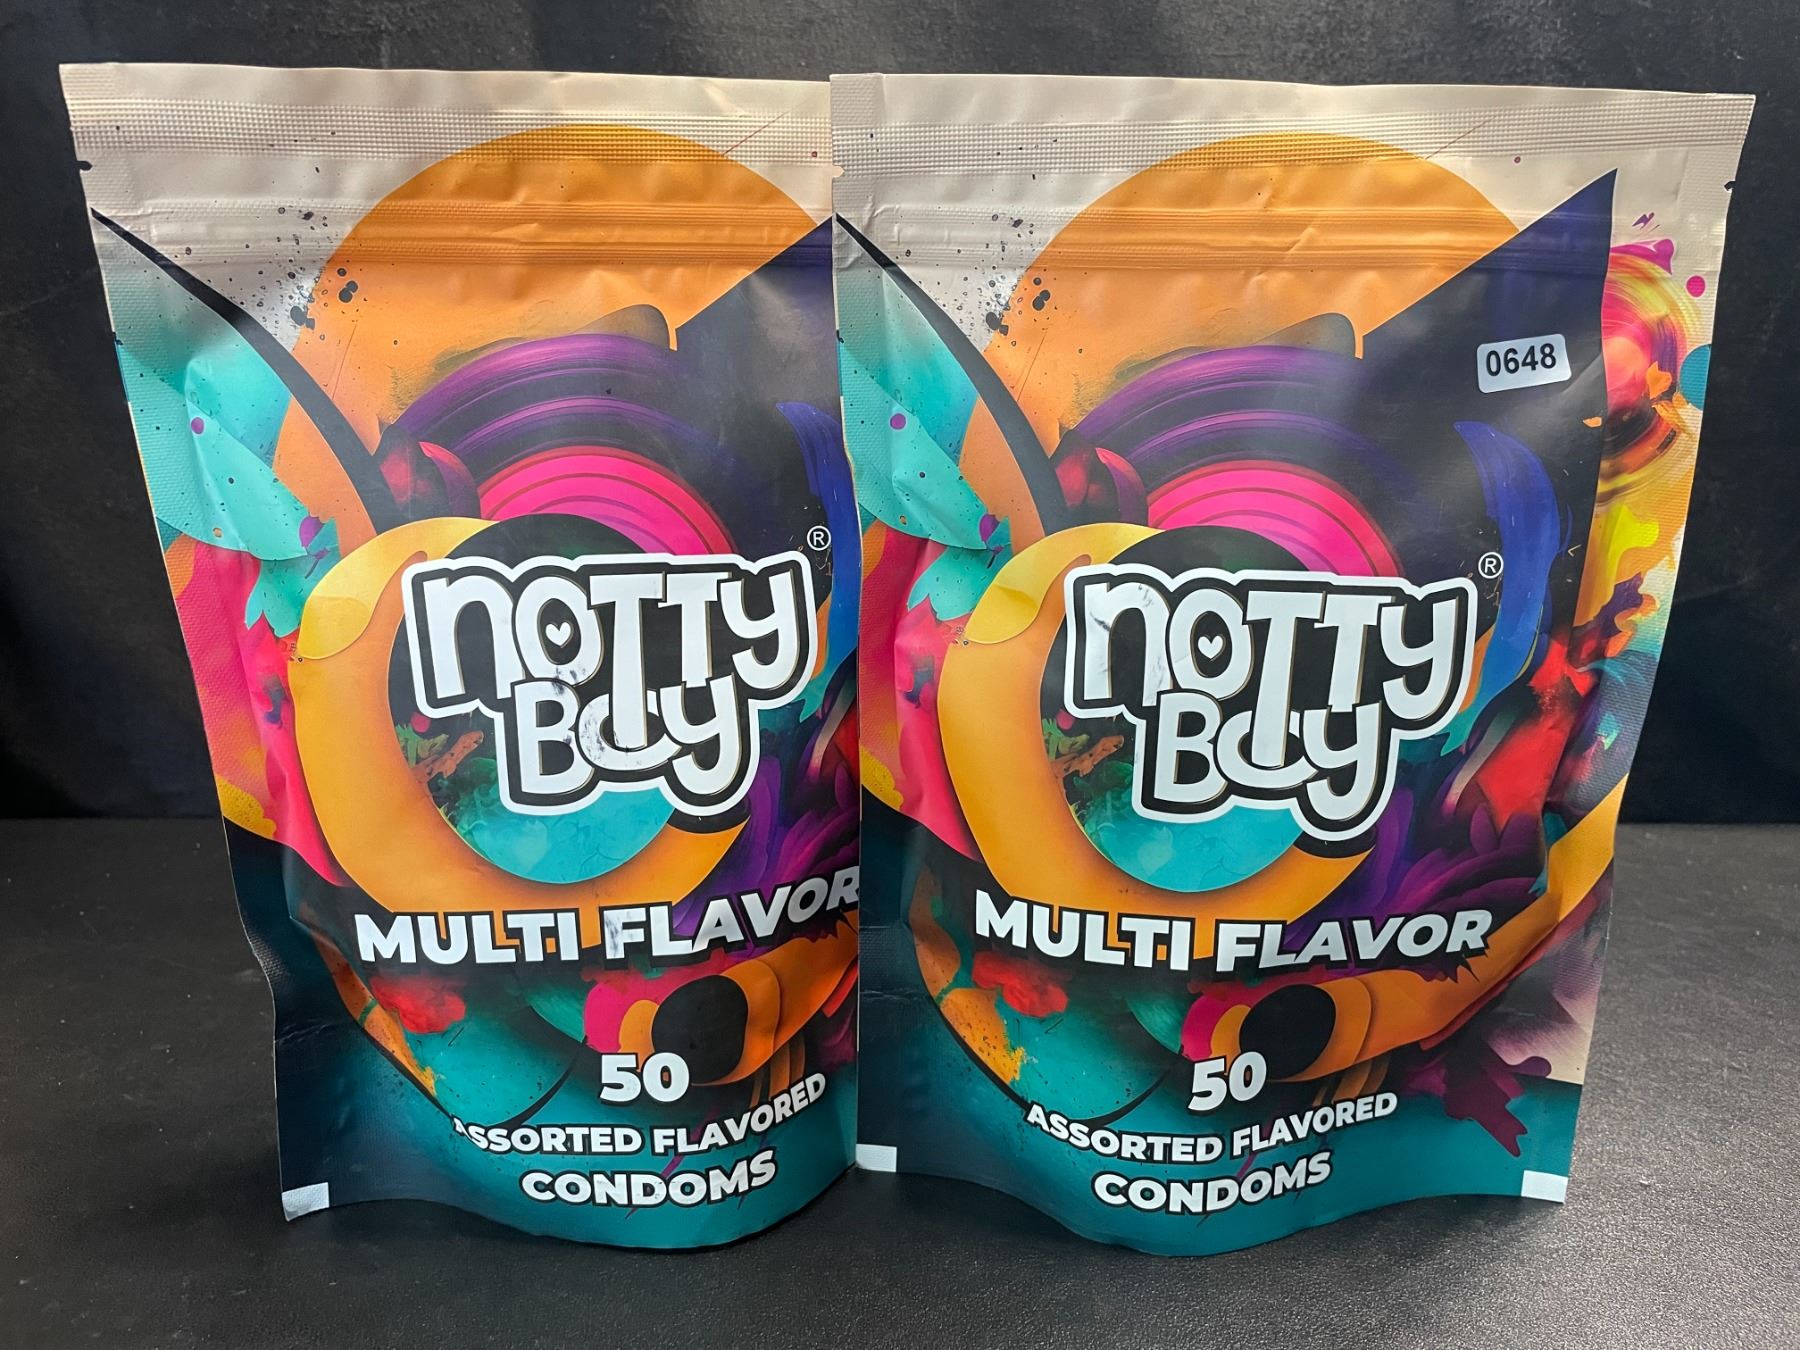 noTTy
BOy
®
MULTI FLAVOR
50
ASSORTED FLAVORED
CONDOMS
0648
noTTy
BOy
®
MULTI FLAVOR
50
ASSORTED FLAVORED
CONDOMS